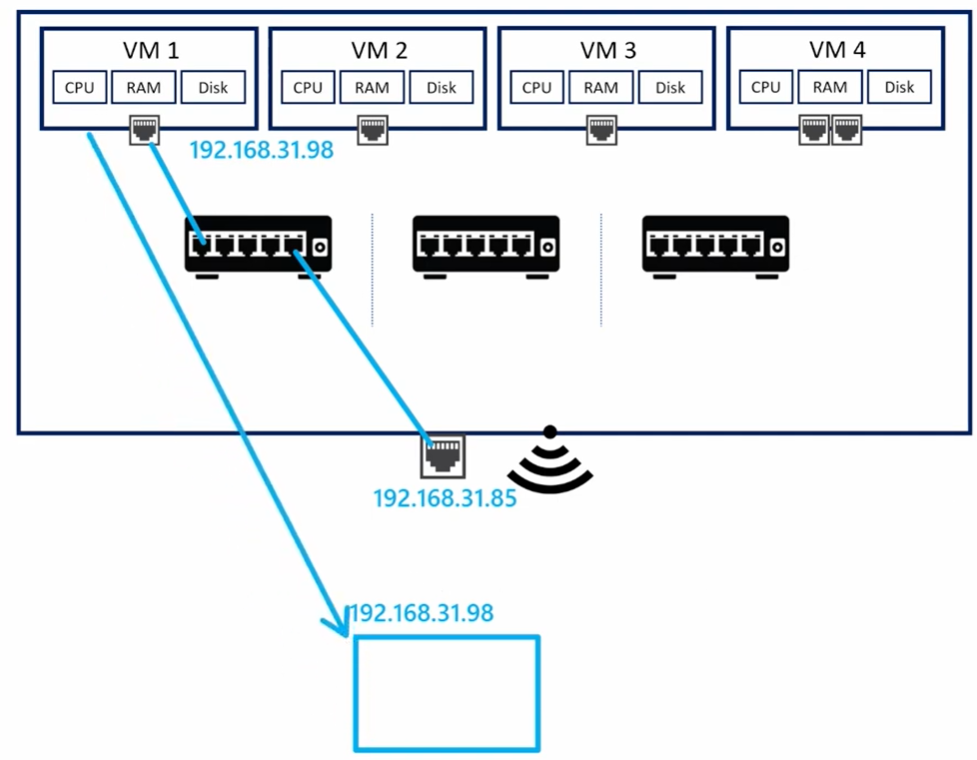 VM 1
VM 2
VM 3
VM 4
CPU RAM Disk
CPU RAM Disk
CPU RAM Disk
CPU RAM Disk
192.168.31.98
192.168.31.85
192.168.31.98